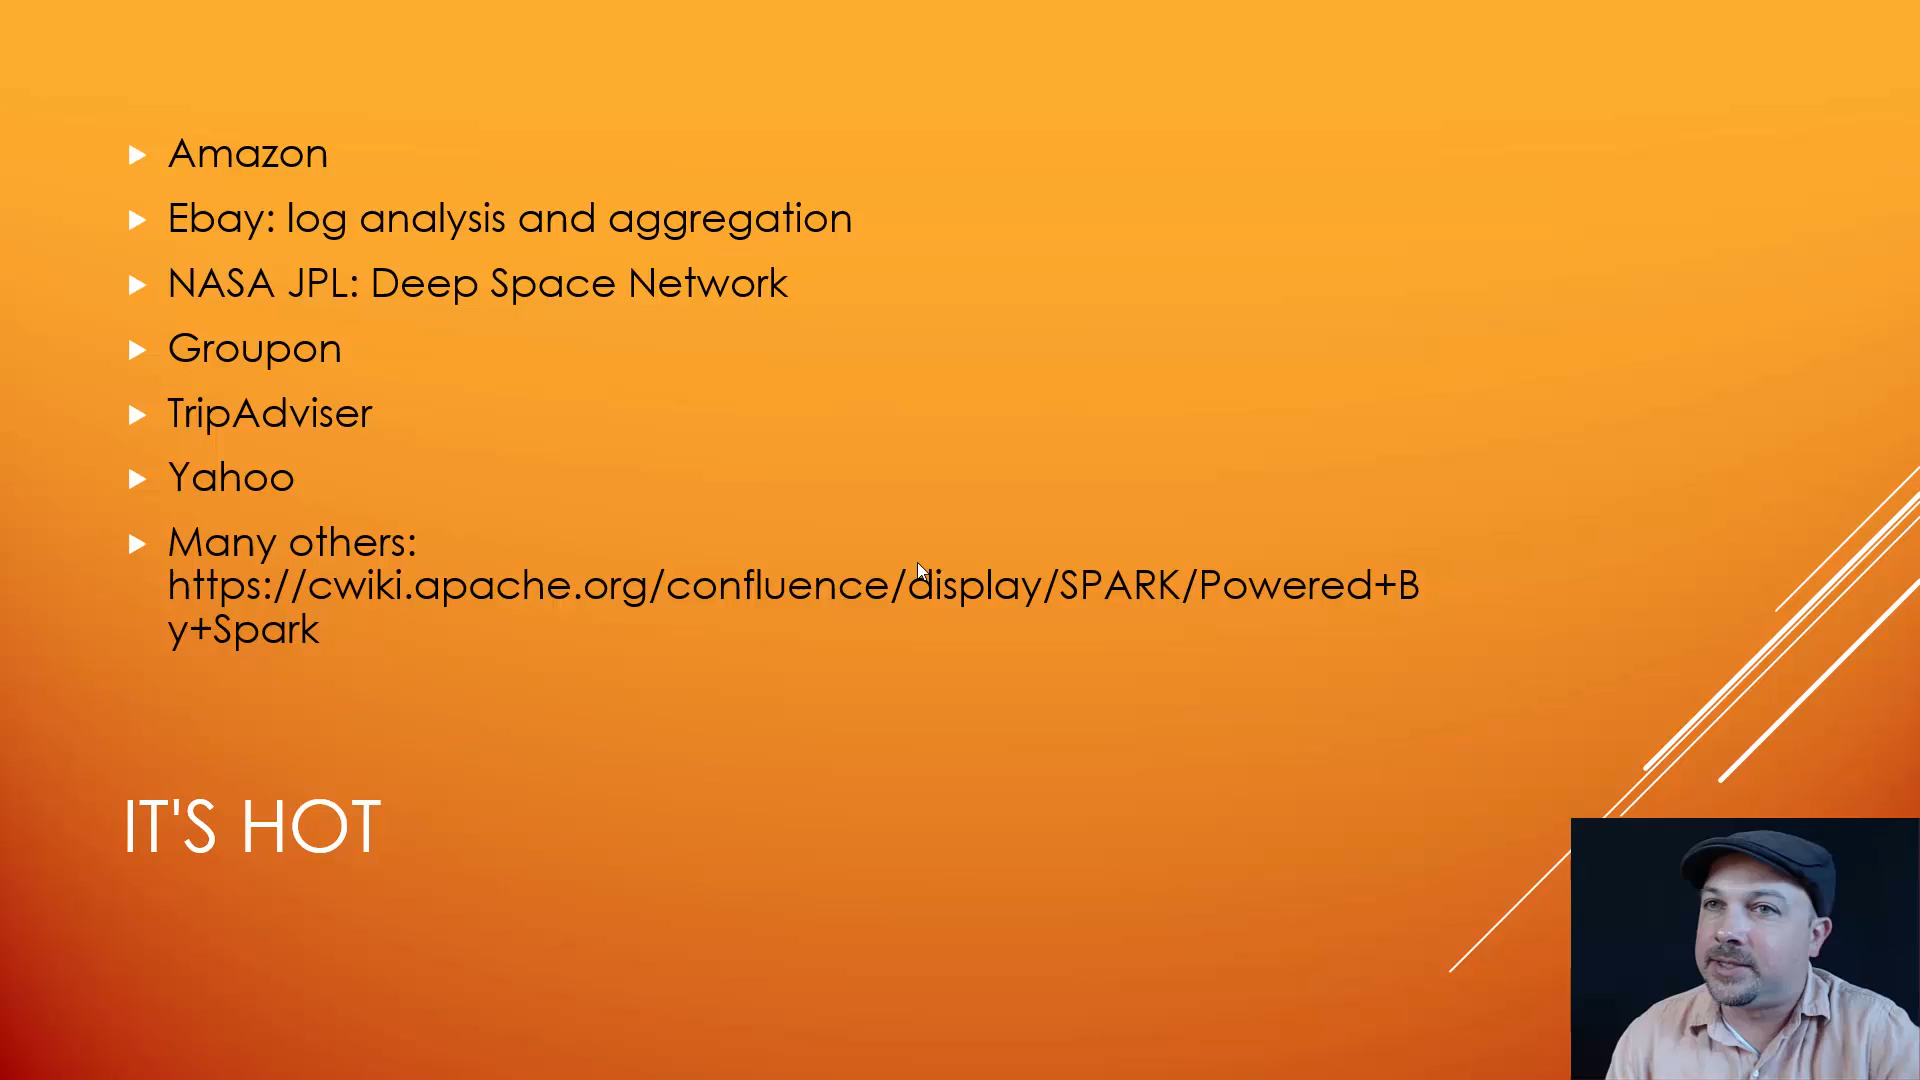 Amazon
Ebay: log analysis and aggregation
NASA JPL: Deep Space Network
Groupon
TripAdviser
Yahoo
Many others:
https://cwiki.apache.org/confluence/display/SPARK/Powered+B
y+Spark
IT'S HOT